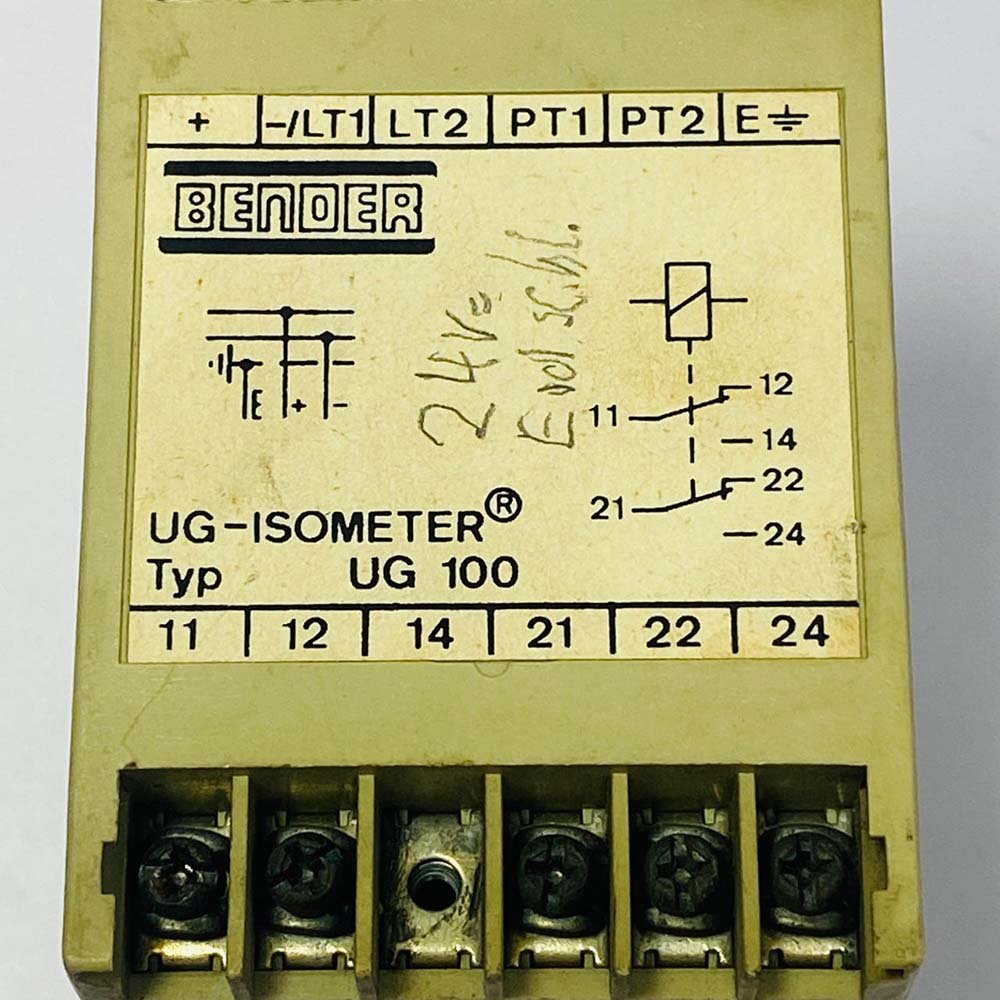 + -/LT1 LT2 PT1 PT2 E
BENDER
24V=
E + -
12
11
14
22
21
24
UG-ISOMETER®
Typ UG 100
11 12 14 21 22 24